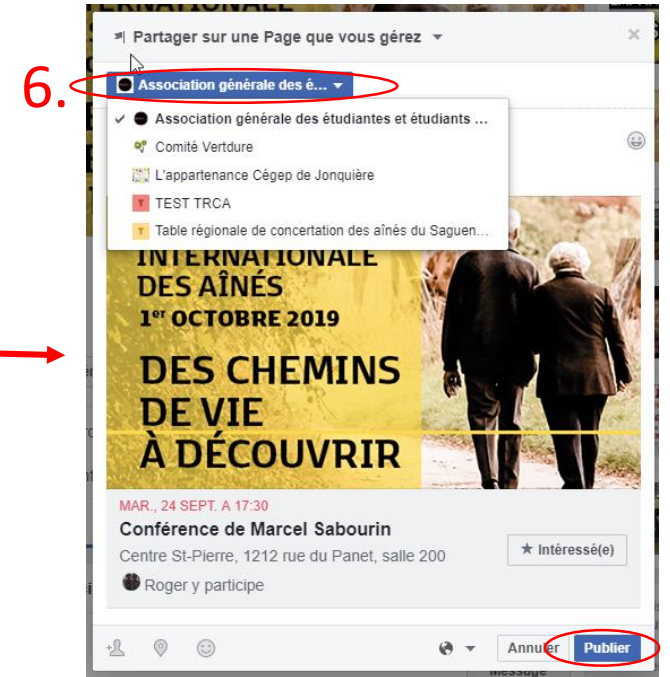 Partager sur une Page que vous gérez
6.
Association générale des é...
Association générale des étudiantes et étudiants ...
Comité Vertdure
L'appartenance Cégep de Jonquière
T TEST TRCA
T Table régionale de concertation des aînés du Saguen...
INTERNATIONALE
DES AÎNÉS
1er OCTOBRE 2019
DES CHEMINS
DE VIE
À DÉCOUVRIR
MAR., 24 SEPT. A 17:30
Conférence de Marcel Sabourin
Centre St-Pierre, 1212 rue du Panet, salle 200
★ Intéressé(e)
Roger y participe
Annuler
Publier
Message